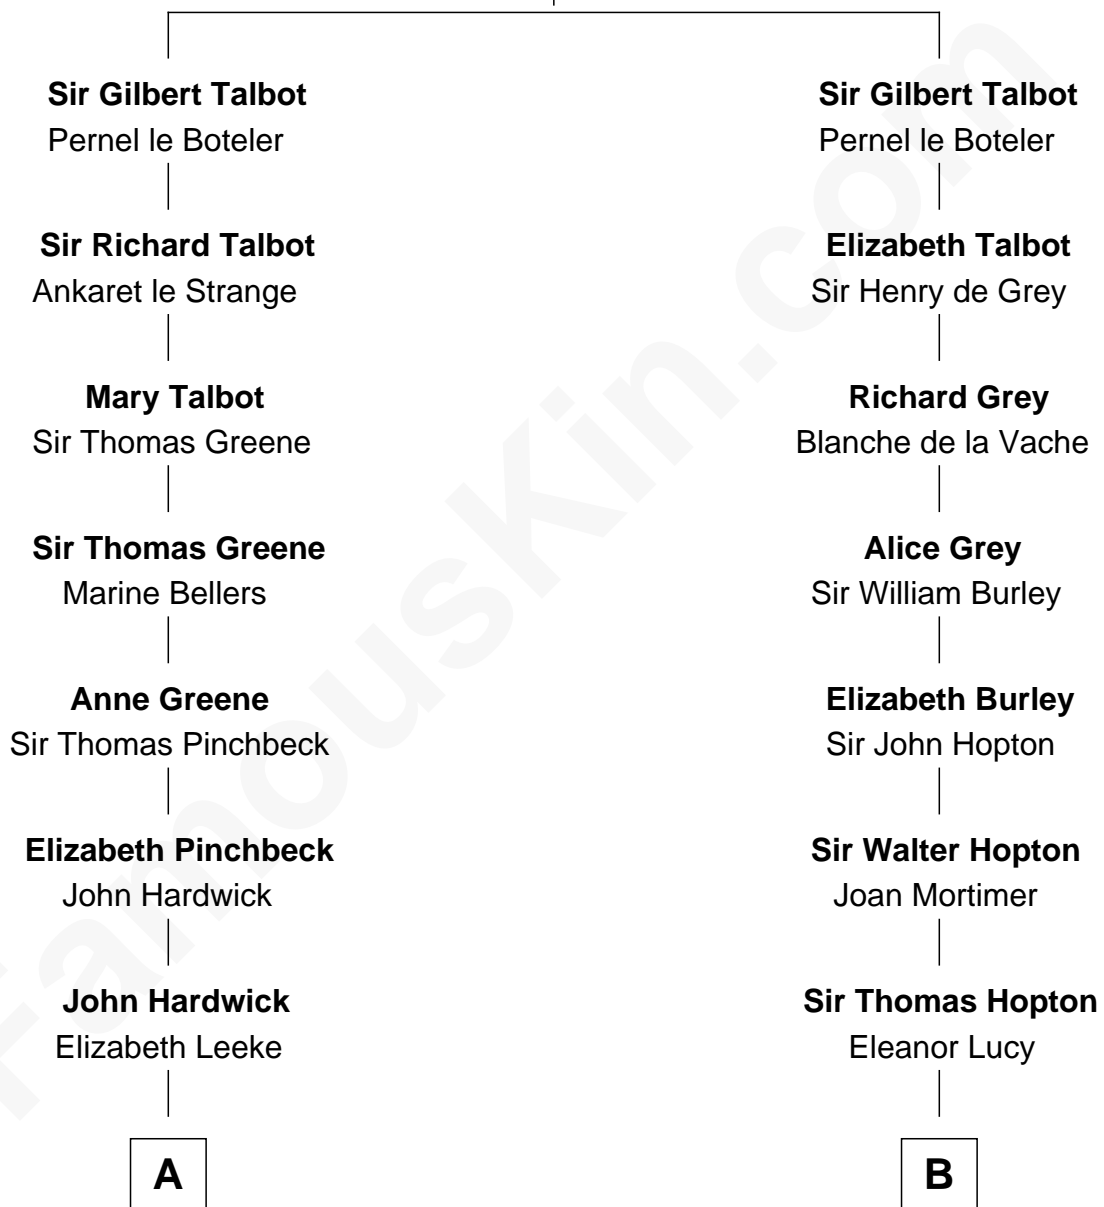 Sir Gilbert Talbot
Pernel le Boteler
Sir Richard Talbot
Ankaret le Strange
Mary Talbot
Sir Thomas Greene
Sir Thomas Greene
Marine Bellers
Anne Greene
Sir Thomas Pinchbeck
Elizabeth Pinchbeck
John Hardwick
John Hardwick
Elizabeth Leeke
A
Sir Gilbert Talbot
Pernel le Boteler
Elizabeth Talbot
Sir Henry de Grey
Richard Grey
Blanche de la Vache
Alice Grey
Sir William Burley
Elizabeth Burley
Sir John Hopton
Sir Walter Hopton
Joan Mortimer
Sir Thomas Hopton
Eleanor Lucy
B
FamousKin.com